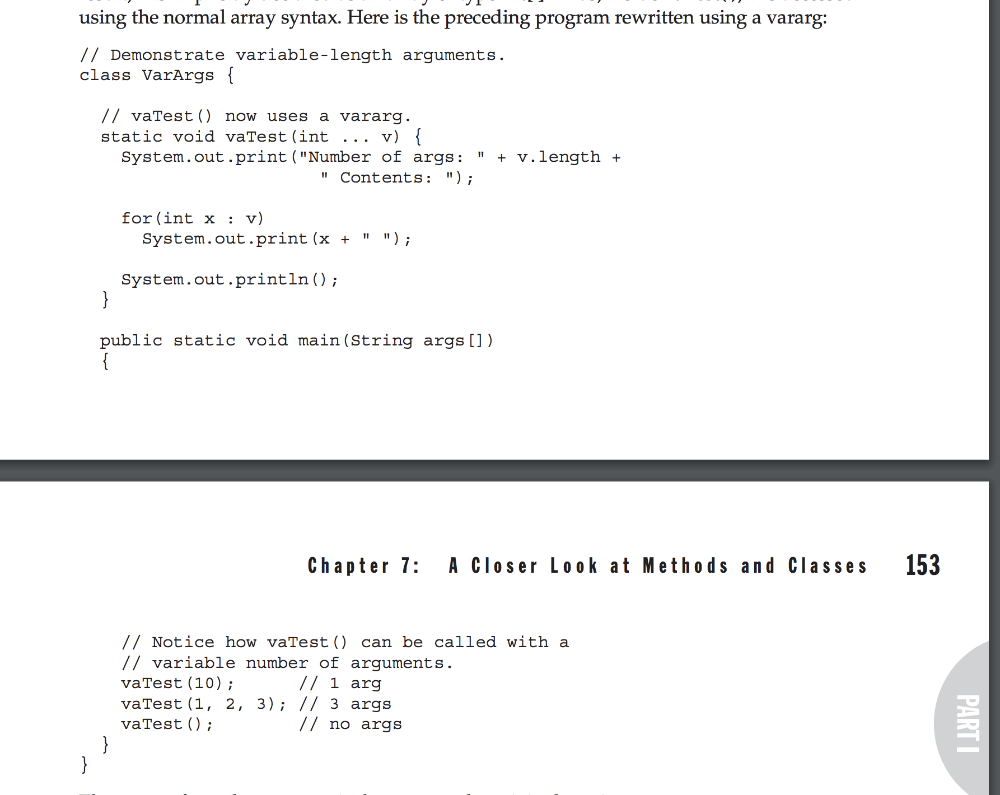 using the normal array syntax. Here is the preceding program rewritten using a vararg:
// Demonstrate variable-length arguments.
class VarArgs {
// vaTest() now uses a vararg.
static void vaTest(int ... v) {
System.out.print("Number of args: " + v.length +
" Contents: ");
for(int x : v)
System.out.print(x + " ");
System.out.println();
}
public static void main(String args[])
{
Chapter 7: A Closer Look at Methods and Classes 153
// Notice how vaTest() can be called with a
// variable number of arguments.
vaTest(10); // 1 arg
vaTest(1, 2, 3); // 3 args
vaTest(); // no args
}
}
PART I